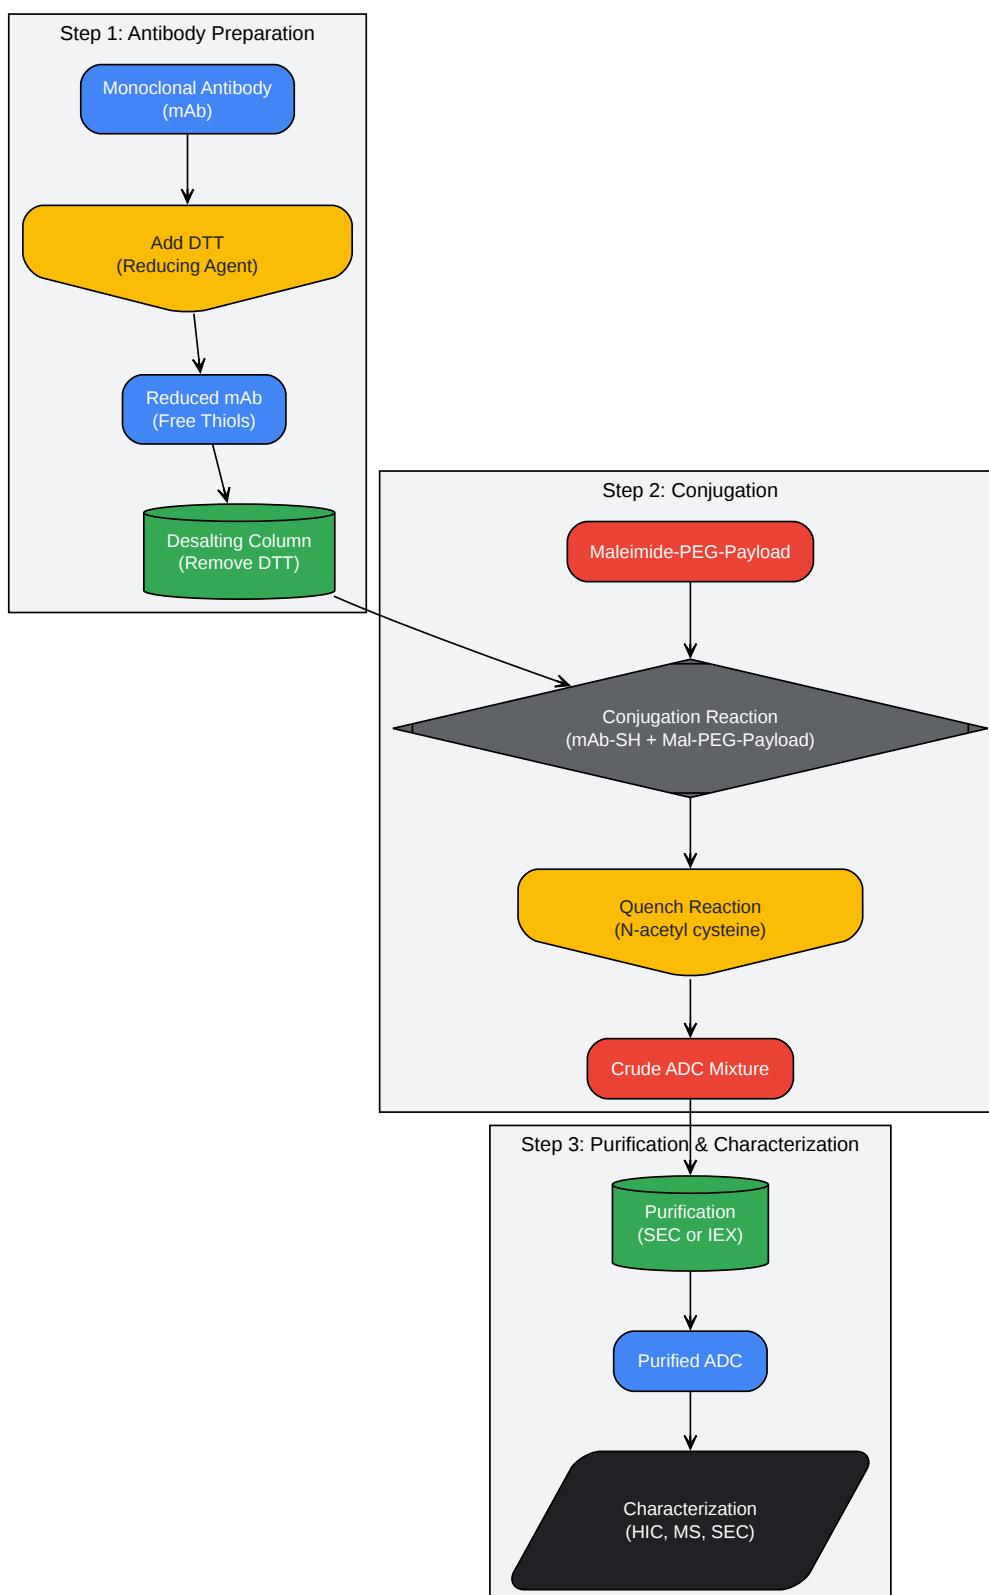 Step 1: Antibody Preparation
Monoclonal Antibody
(mAb)
Add DTT
(Reducing Agent)
Reduced mAb
(Free Thiols)
Desalting Column
(Remove DTT)
Step 2: Conjugation
Maleimide-PEG-Payload
Conjugation Reaction
(mAb-SH + Mal-PEG-Payload)
Quench Reaction
(N-acetyl cysteine)
Crude ADC Mixture
Step 3: Purification & Characterization
Purification
(SEC or IEX)
Purified ADC
Characterization
(HIC, MS, SEC)